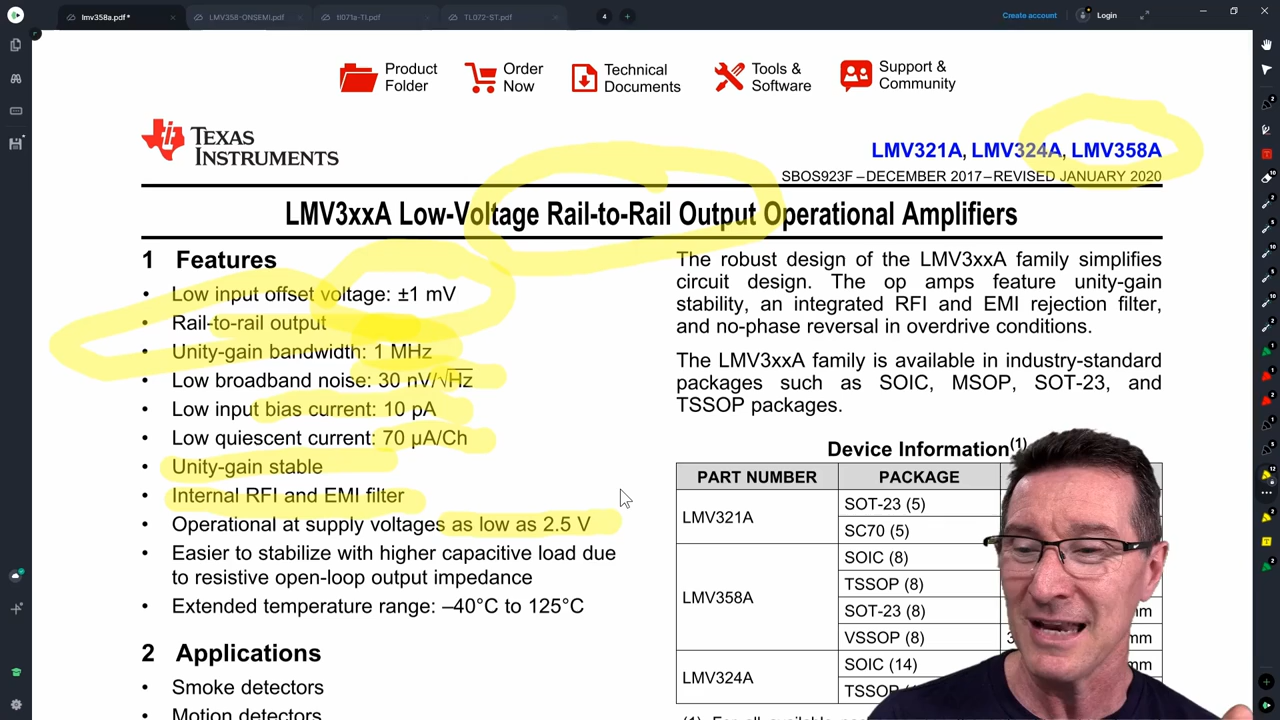 lmv358a.pdf*
LMV358-ONSEMI.pdf
tl071a-TI.pdf
TL072-ST.pdf
4
Create account
Login
Product
Folder
Order
Now
Technical
Documents
Tools &
Software
Support &
Community
TEXAS
INSTRUMENTS
LMV321A, LMV324A, LMV358A
SBOS923F – DECEMBER 2017 – REVISED JANUARY 2020
LMV3xxA Low-Voltage Rail-to-Rail Output Operational Amplifiers
1 Features
• Low input offset voltage: ±1 mV
• Rail-to-rail output
• Unity-gain bandwidth: 1 MHz
• Low broadband noise: 30 nV/√Hz
• Low input bias current: 10 pA
• Low quiescent current: 70 µA/Ch
• Unity-gain stable
• Internal RFI and EMI filter
• Operational at supply voltages as low as 2.5 V
• Easier to stabilize with higher capacitive load due
to resistive open-loop output impedance
• Extended temperature range: –40°C to 125°C
2 Applications
• Smoke detectors
• Motion detectors
The robust design of the LMV3xxA family simplifies
circuit design. The op amps feature unity-gain
stability, an integrated RFI and EMI rejection filter,
and no-phase reversal in overdrive conditions.
The LMV3xxA family is available in industry-standard
packages such as SOIC, MSOP, SOT-23, and
TSSOP packages.
Device Information(1)
PART NUMBER PACKAGE
LMV321A
SOT-23 (5)
SC70 (5)
LMV358A
SOIC (8)
TSSOP (8)
SOT-23 (8) mm
VSSOP (8) 3 mm
LMV324A
SOIC (14)
TSSOP